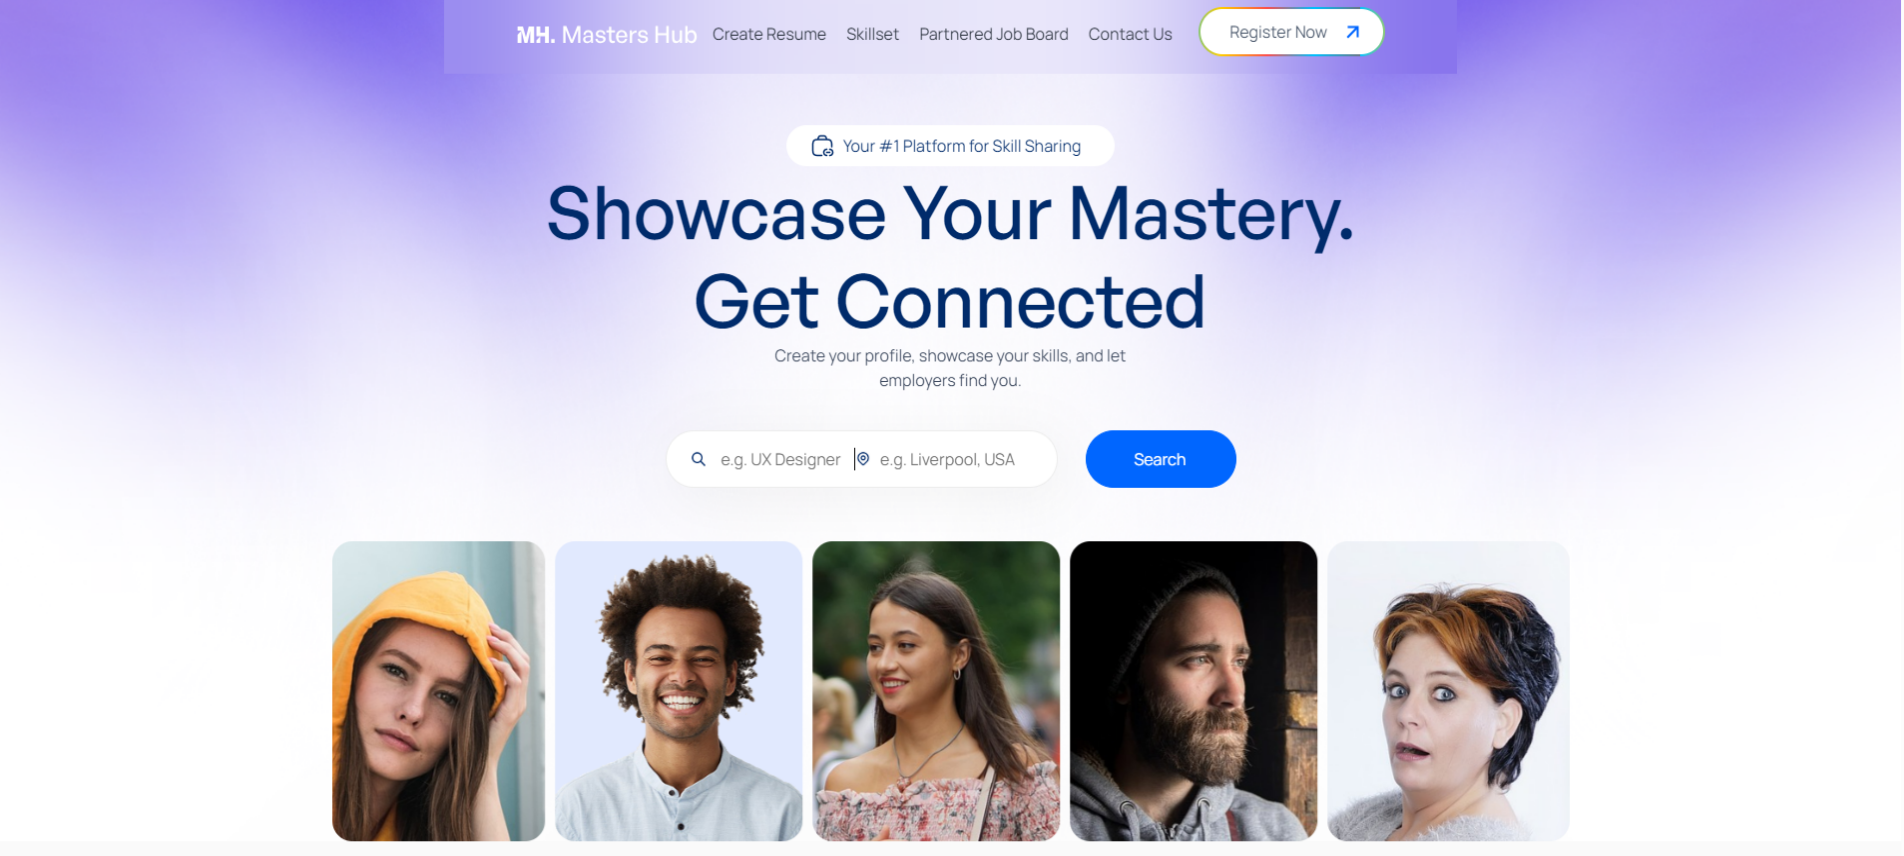 MH. Masters Hub Create Resume Skillset Partnered Job Board Contact Us Register Now
Your #1 Platform for Skill Sharing
Showcase Your Mastery.
Get Connected
Create your profile, showcase your skills, and let
employers find you.
e.g. UX Designer e.g. Liverpool, USA Search